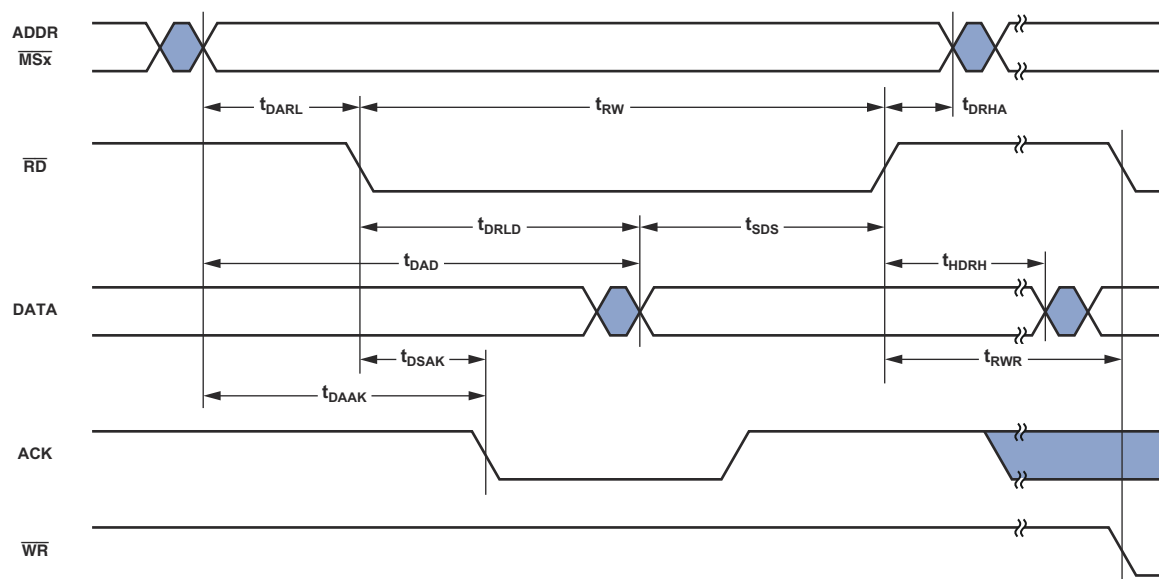 ADDR
MSx
tDARL
tRW
tDRHA
RD
tDRLD
tSDS
tDAD
tHDRH
DATA
tDSAK
tRWR
tDAAK
ACK
WR